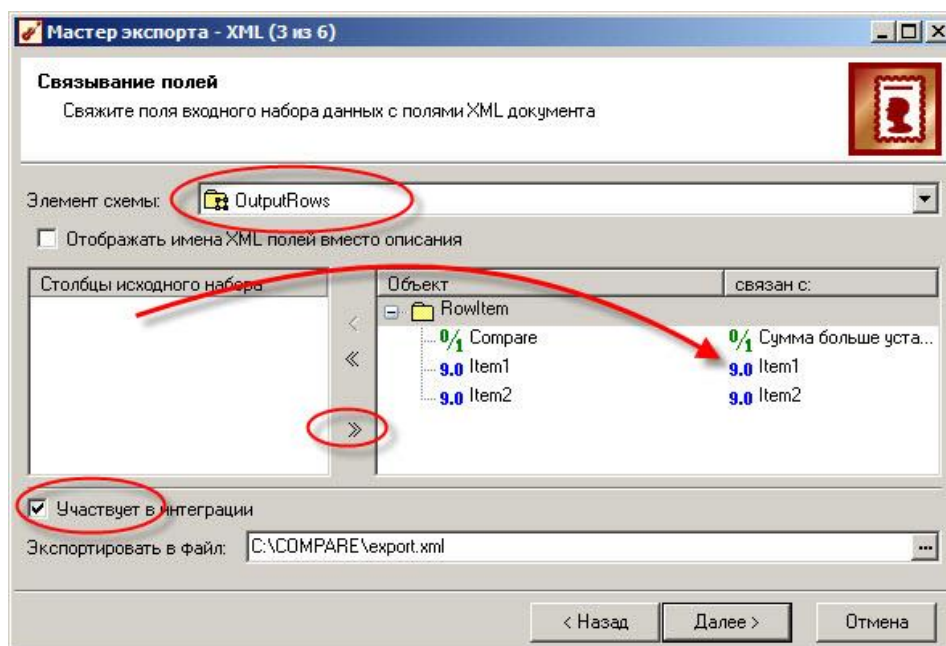 Мастер экспорта - XML (3 из 6)
Связывание полей
Свяжите поля входного набора данных с полями XML документа
Элемент схемы: OutputRows
Отображать имена XML полей вместо описания
Столбцы исходного набора
Объект связан с:
RowItem
0/1 Compare 0/1 Сумма больше уста...
9.0 Item1 9.0 Item1
9.0 Item2 9.0 Item2
<
«
»
Участвует в интеграции
Экспортировать в файл: C:\COMPARE\export.xml ...
< Назад Далее > Отмена